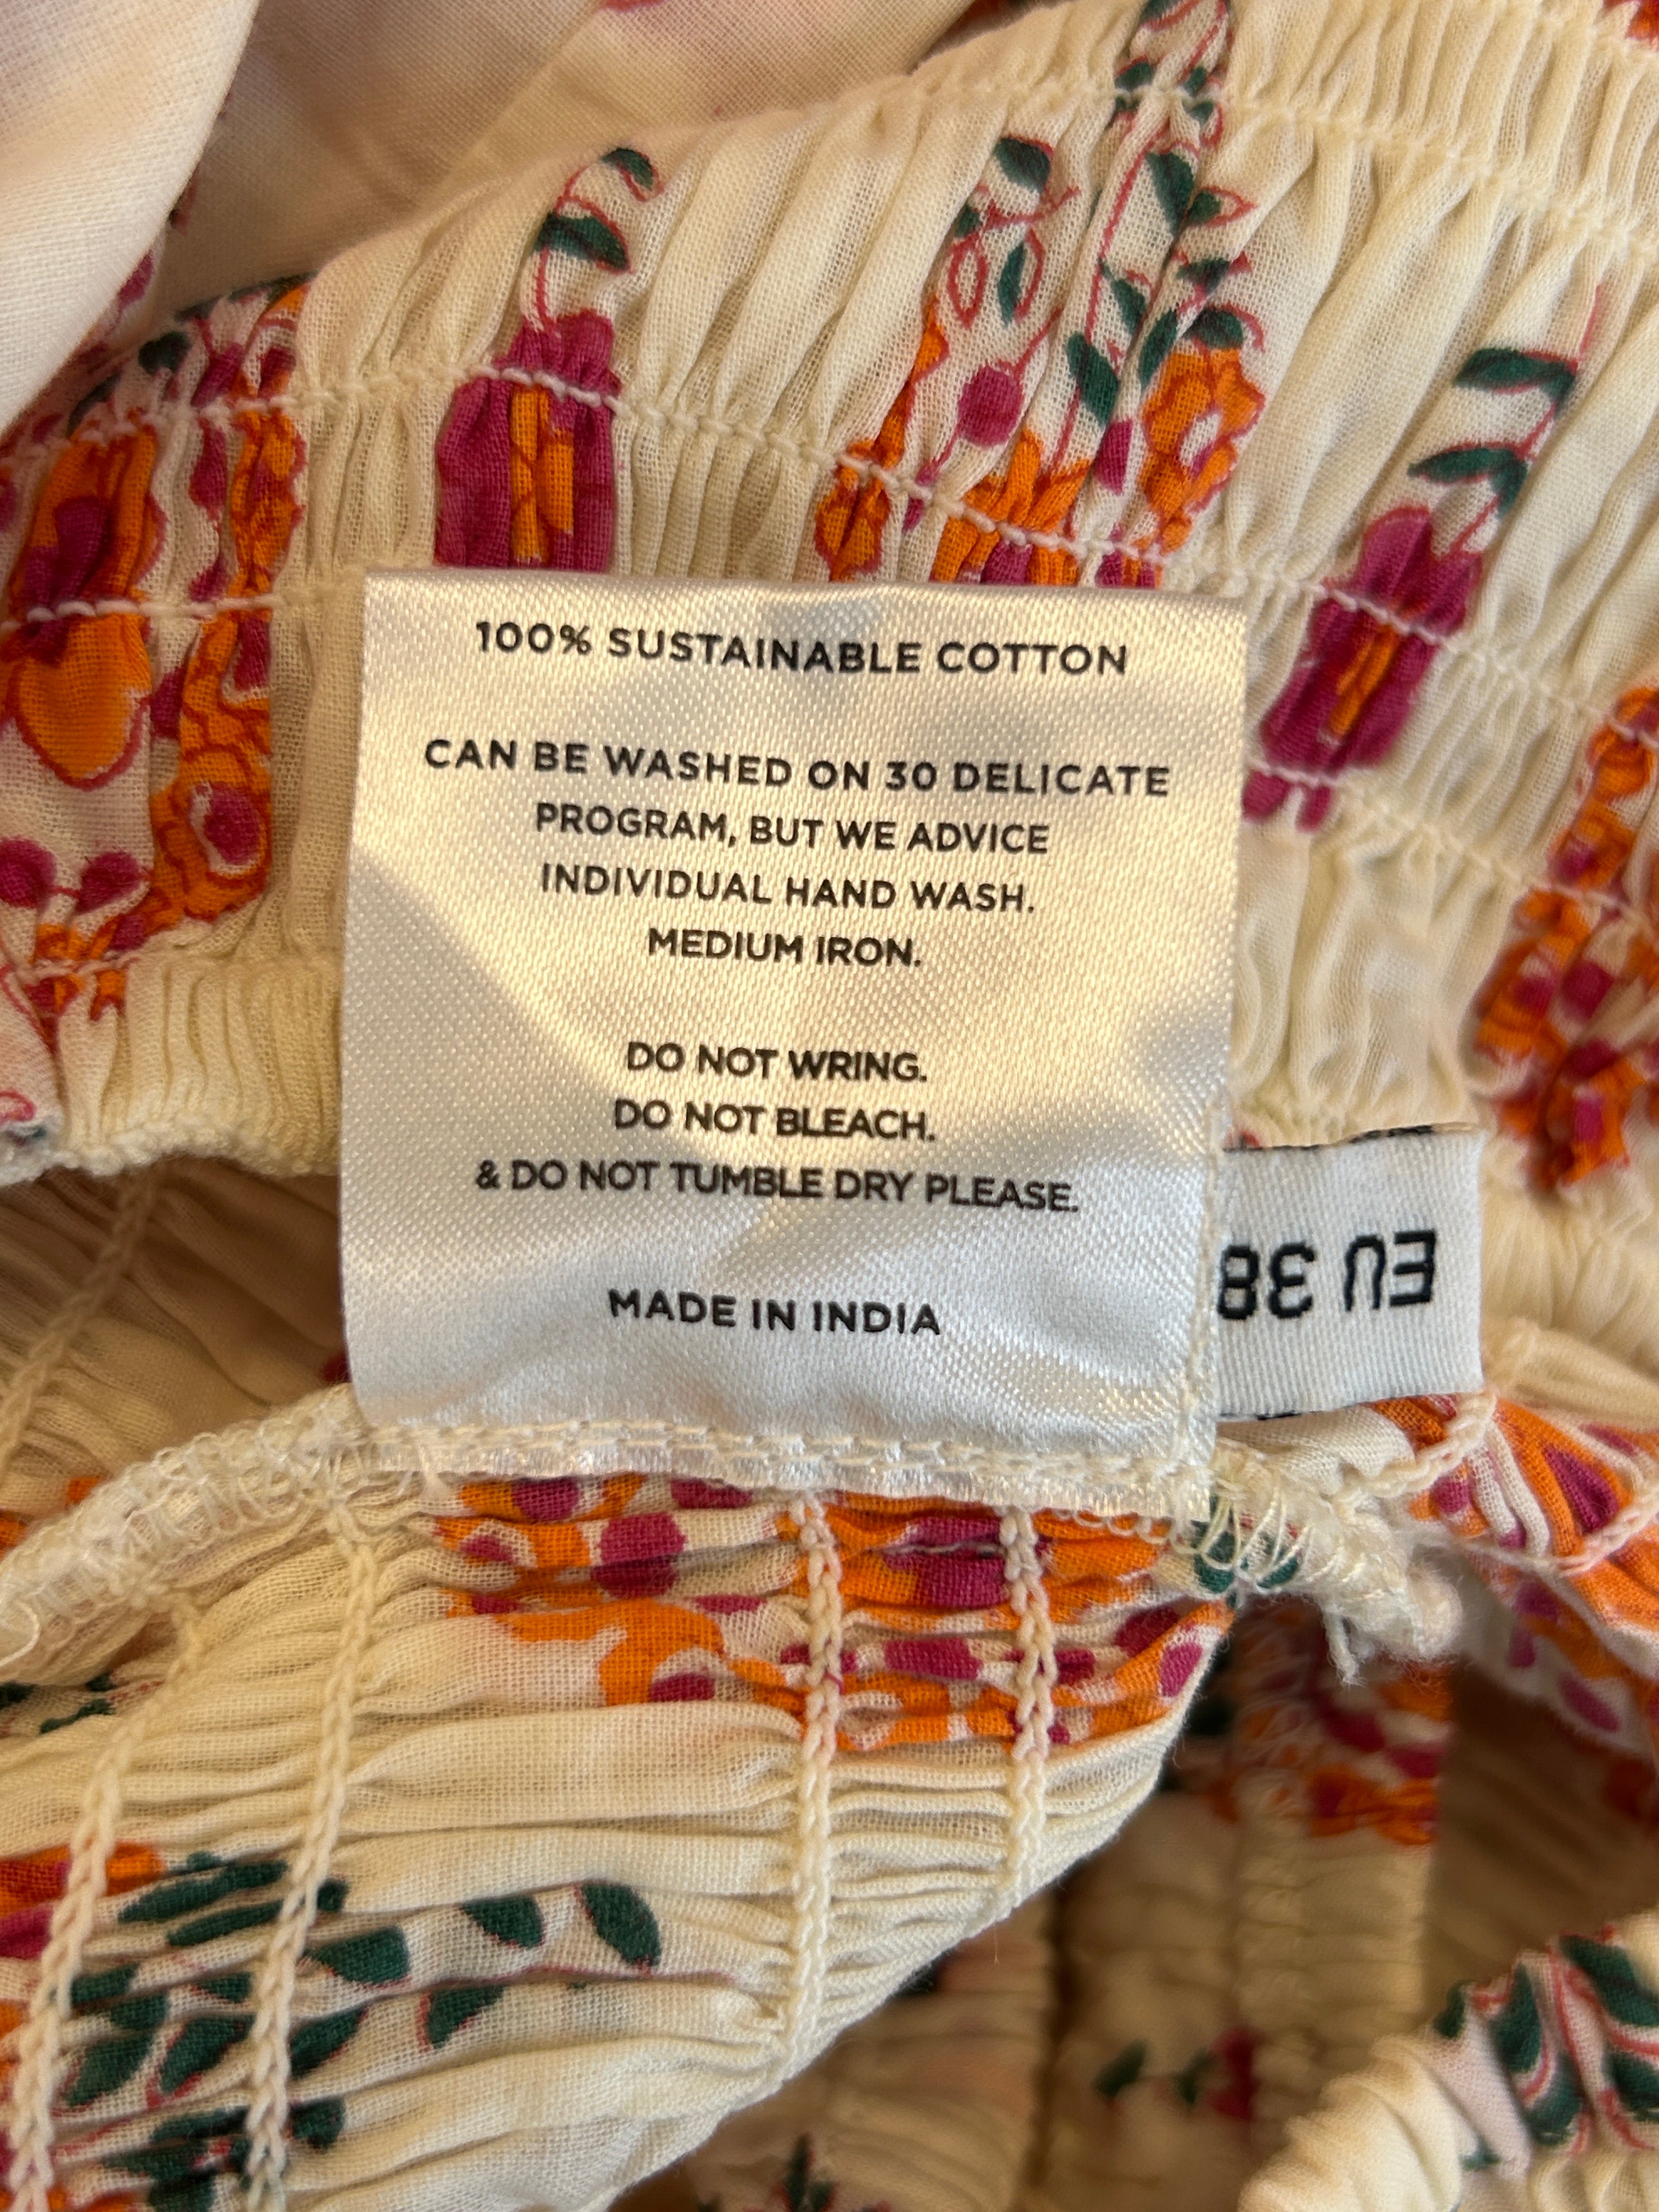 100% SUSTAINABLE COTTON
CAN BE WASHED ON 30 DELICATE
PROGRAM, BUT WE ADVICE
INDIVIDUAL HAND WASH.
MEDIUM IRON.
DO NOT WRING.
DO NOT BLEACH.
& DO NOT TUMBLE DRY PLEASE.
MADE IN INDIA
EU 38